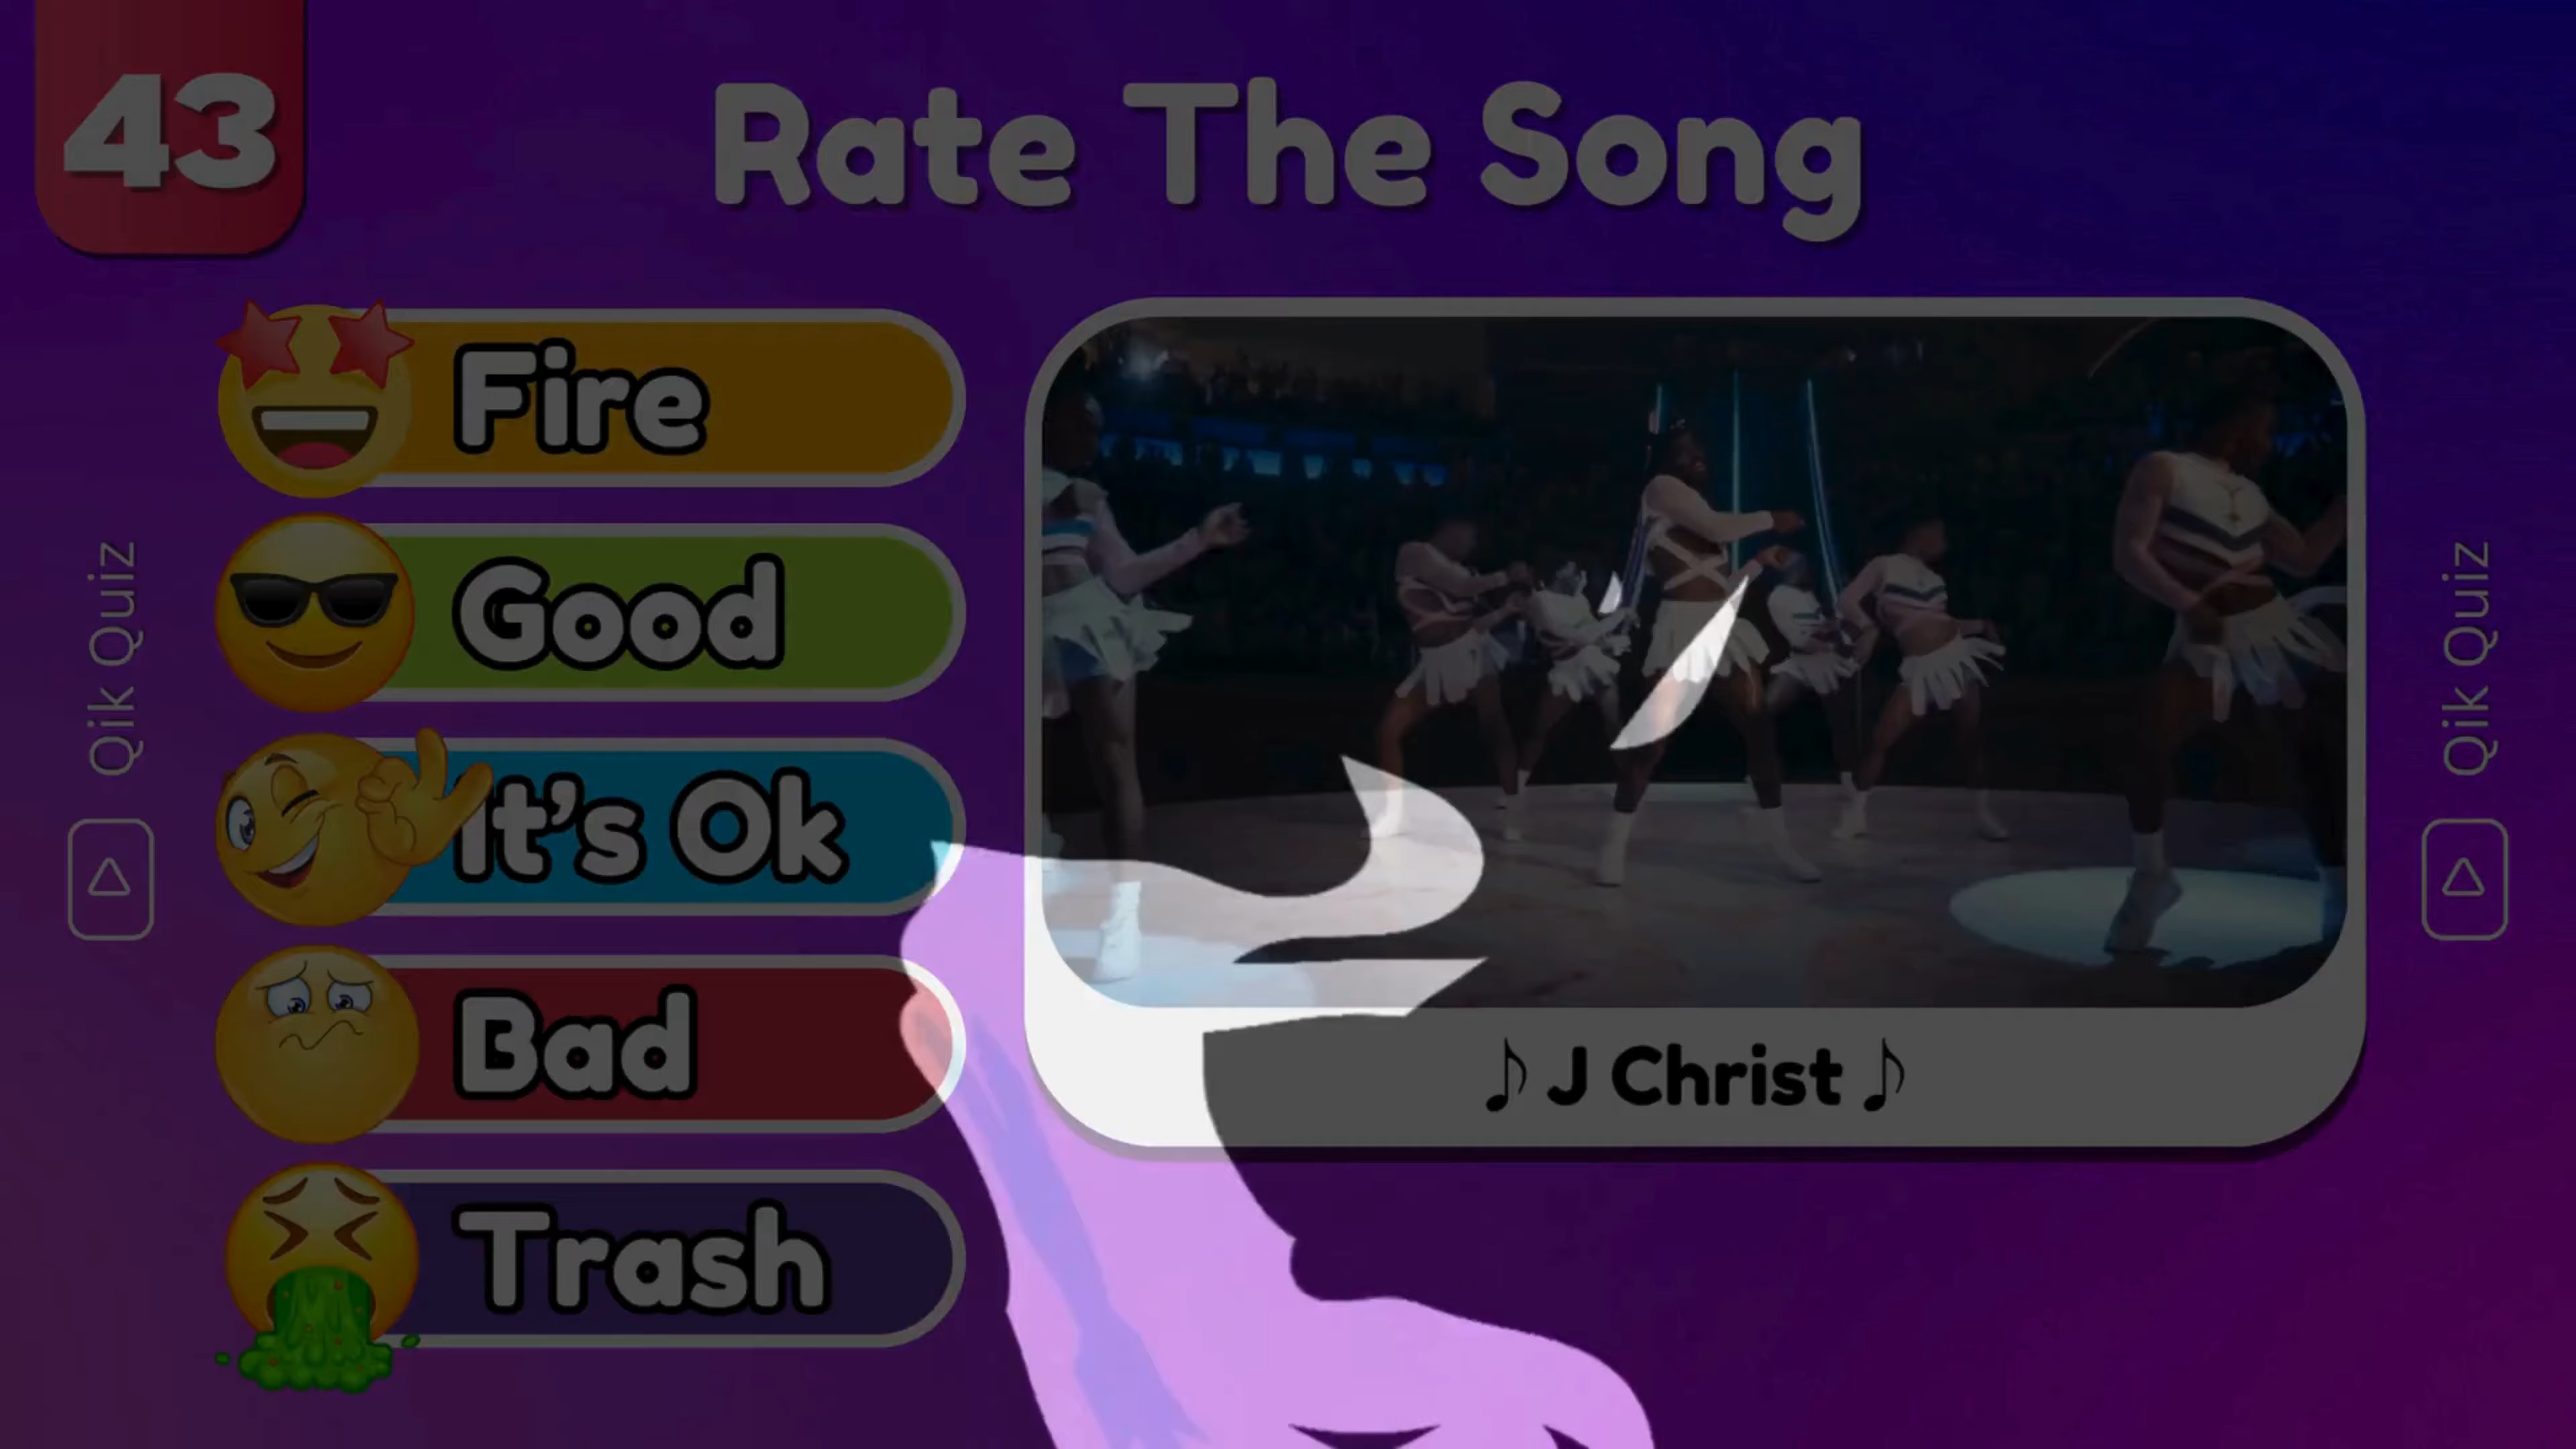 43
Rate The Song
Fire
Good
It's Ok
Bad
Trash
♪ J Christ ♪
Qik Quiz
Qik Quiz